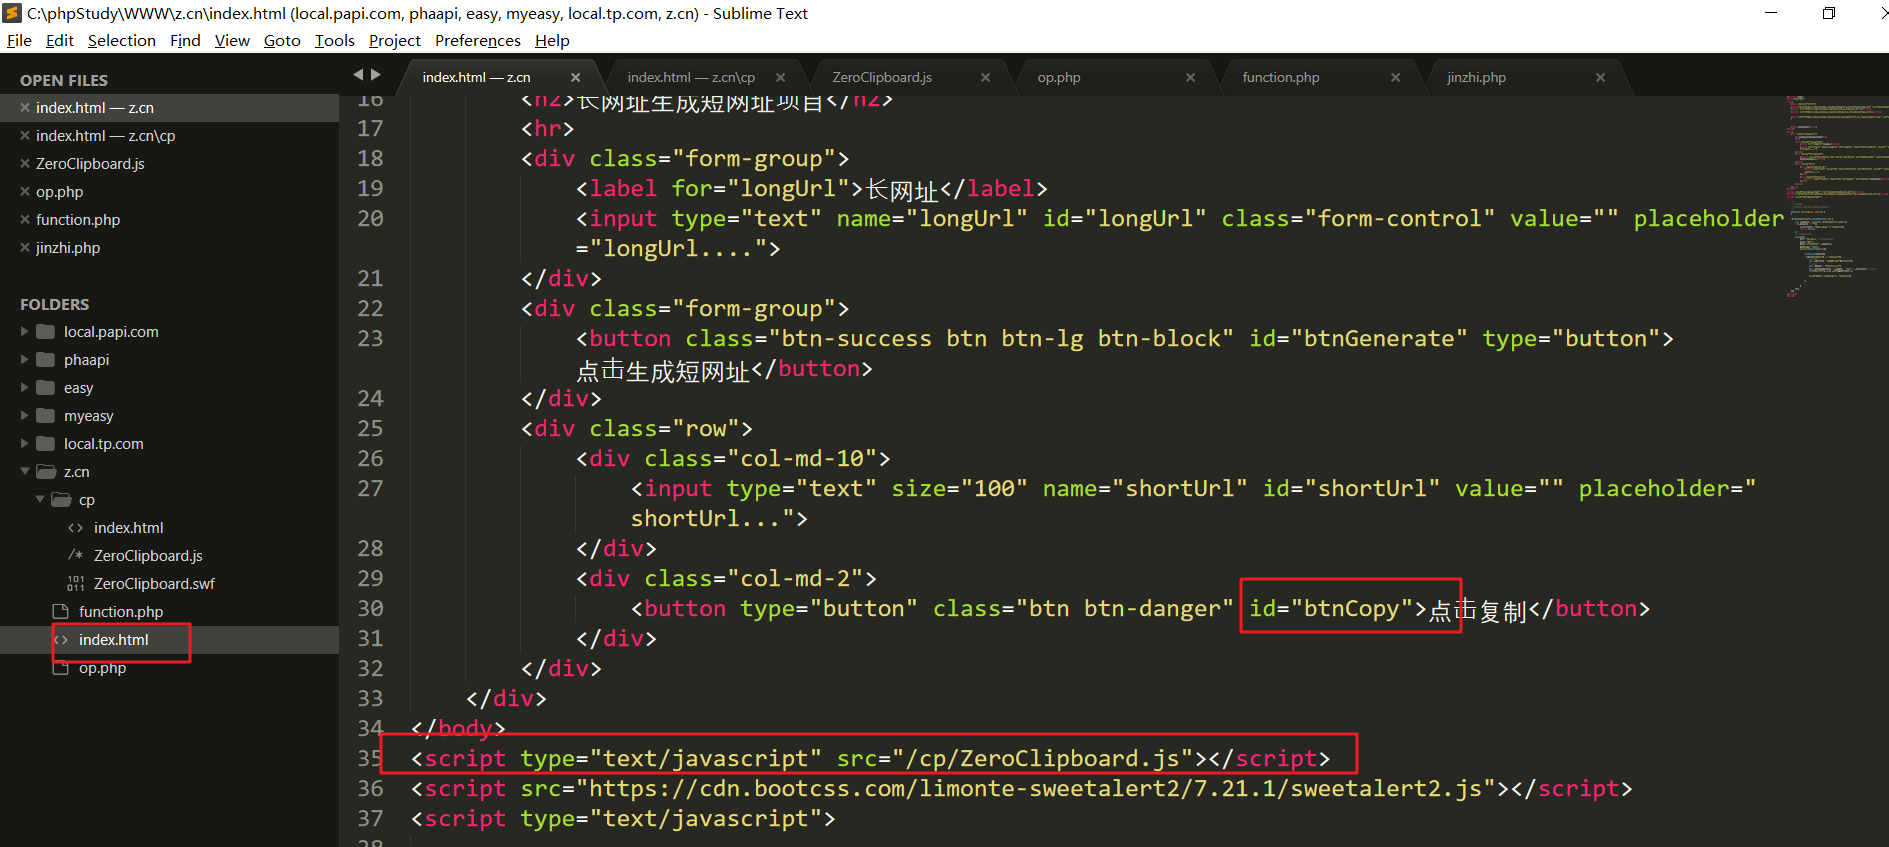 C:\phpStudy\WWW\z.cn\index.html (local.papi.com, phaapi, easy, myeasy, local.tp.com, z.cn) - Sublime Text
File Edit Selection Find View Goto Tools Project Preferences Help
OPEN FILES
index.html — z.cn
index.html — z.cn\cp
ZeroClipboard.js
op.php
function.php
jinzhi.php
FOLDERS
local.papi.com
phaapi
easy
myeasy
local.tp.com
z.cn
cp
index.html
ZeroClipboard.js
ZeroClipboard.swf
function.php
index.html
op.php
index.html — z.cn index.html — z.cn\cp ZeroClipboard.js op.php function.php jinzhi.php
16 <h2>长网址生成短网址项目</h2>
17 <hr>
18 <div class="form-group">
19 <label for="longUrl">长网址</label>
20 <input type="text" name="longUrl" id="longUrl" class="form-control" value="" placeholder
="longUrl....">
21 </div>
22 <div class="form-group">
23 <button class="btn-success btn btn-lg btn-block" id="btnGenerate" type="button">
点击生成短网址</button>
24 </div>
25 <div class="row">
26 <div class="col-md-10">
27 <input type="text" size="100" name="shortUrl" id="shortUrl" value="" placeholder="
shortUrl...">
28 </div>
29 <div class="col-md-2">
30 <button type="button" class="btn btn-danger" id="btnCopy">点击复制</button>
31 </div>
32 </div>
33 </div>
34 </body>
35 <script type="text/javascript" src="/cp/ZeroClipboard.js"></script>
36 <script src="https://cdn.bootcss.com/limonte-sweetalert2/7.21.1/sweetalert2.js"></script>
37 <script type="text/javascript">
38